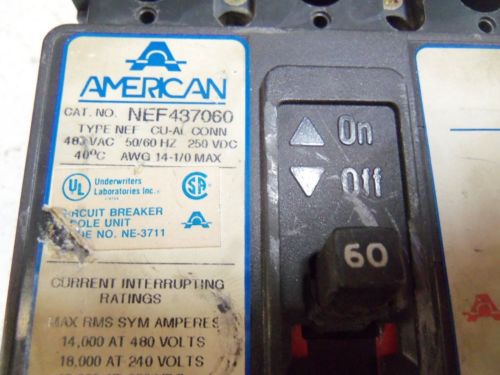 AMERICAN
CAT. NO. NEF437060
TYPE NEF CU-Al CONN
480 VAC 50/60 HZ 250 VDC
40°C AWG 14-1/0 MAX
UL Underwriters
Laboratories Inc.
SA
CIRCUIT BREAKER
POLE UNIT
NO. NE-3711
CURRENT INTERRUPTING
RATINGS
MAX RMS SYM AMPERES
14,000 AT 480 VOLTS
18,000 AT 240 VOLTS
On
Off
60